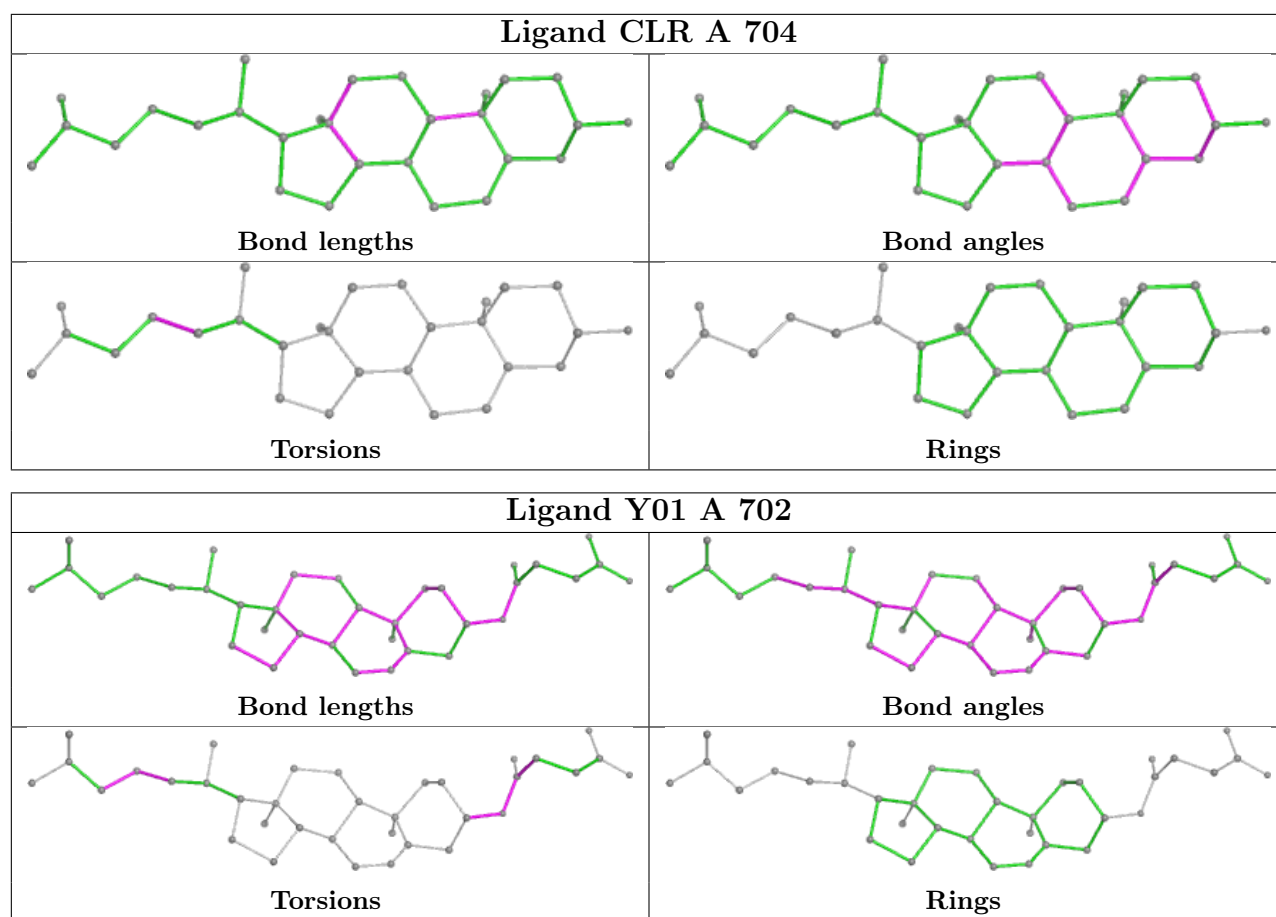 Ligand CLR A 704
Bond lengths
Bond angles
Torsions
Rings
Ligand Y01 A 702
Bond lengths
Bond angles
Torsions
Rings